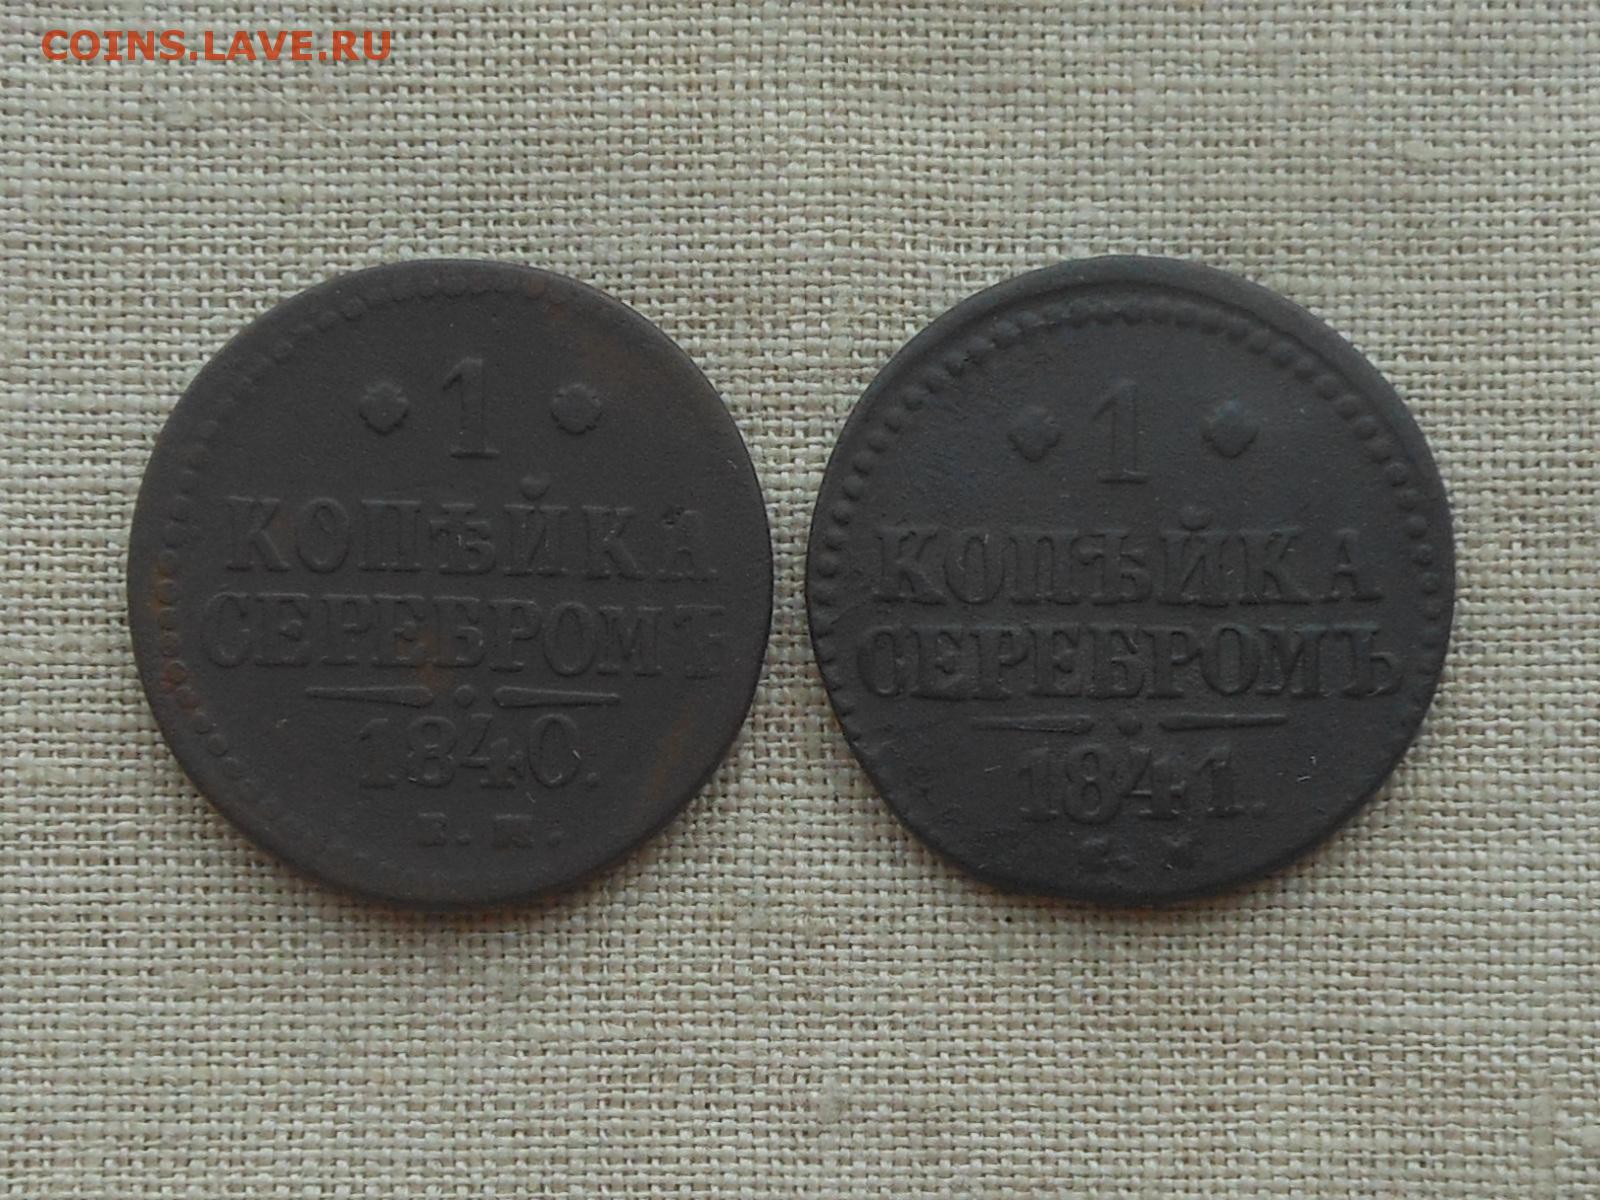 COINS.LAVE.RU
1
КОПѢЙКА
СЕРЕБРОМЪ
1840.
1
КОПѢЙКА
СЕРЕБРОМЪ
1841.